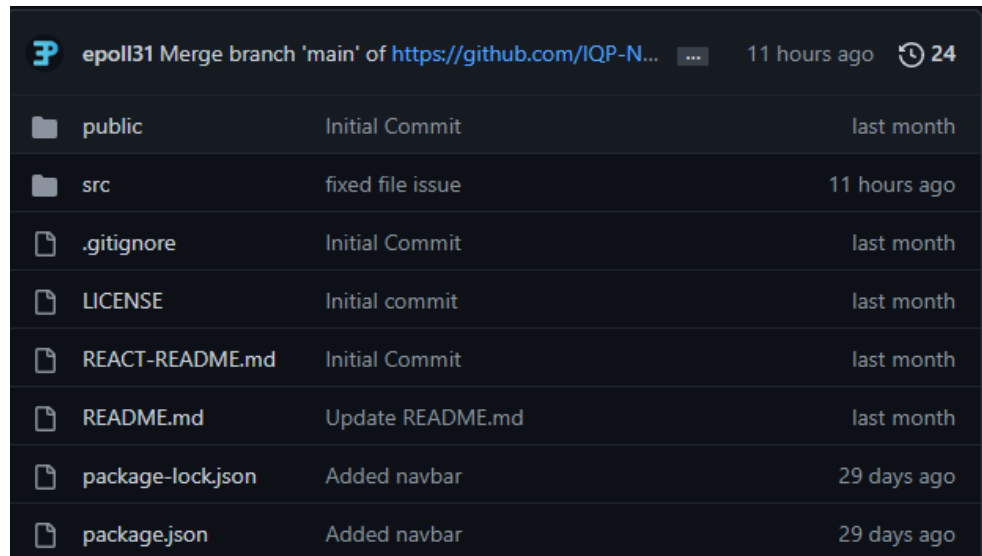 epoll31 Merge branch 'main' of https://github.com/IQP-N... ... 11 hours ago 24
public Initial Commit last month
src fixed file issue 11 hours ago
.gitignore Initial Commit last month
LICENSE Initial commit last month
REACT-README.md Initial Commit last month
README.md Update README.md last month
package-lock.json Added navbar 29 days ago
package.json Added navbar 29 days ago